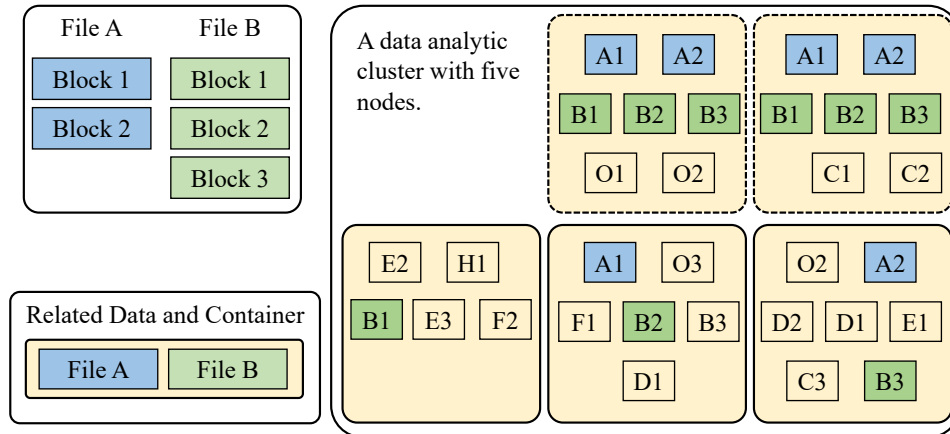 File A
File B
Block 1
Block 2
Block 1
Block 2
Block 3
Related Data and Container
File A
File B
A data analytic
cluster with five
nodes.
A1 A2
B1 B2 B3
O1 O2
A1 A2
B1 B2 B3
C1 C2
E2 H1
B1 E3 F2
A1 O3
F1 B2 B3
D1
O2 A2
D2 D1 E1
C3 B3